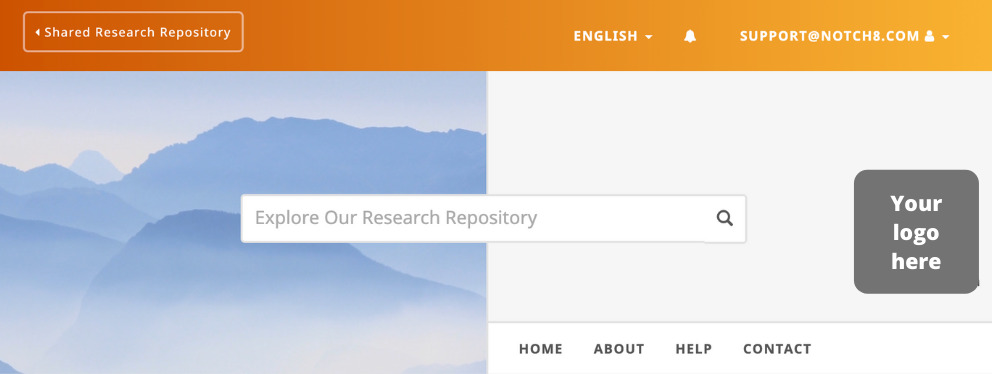 Shared Research Repository
ENGLISH
SUPPORT@NOTCH8.COM
Explore Our Research Repository
Your
logo
here
HOME ABOUT HELP CONTACT